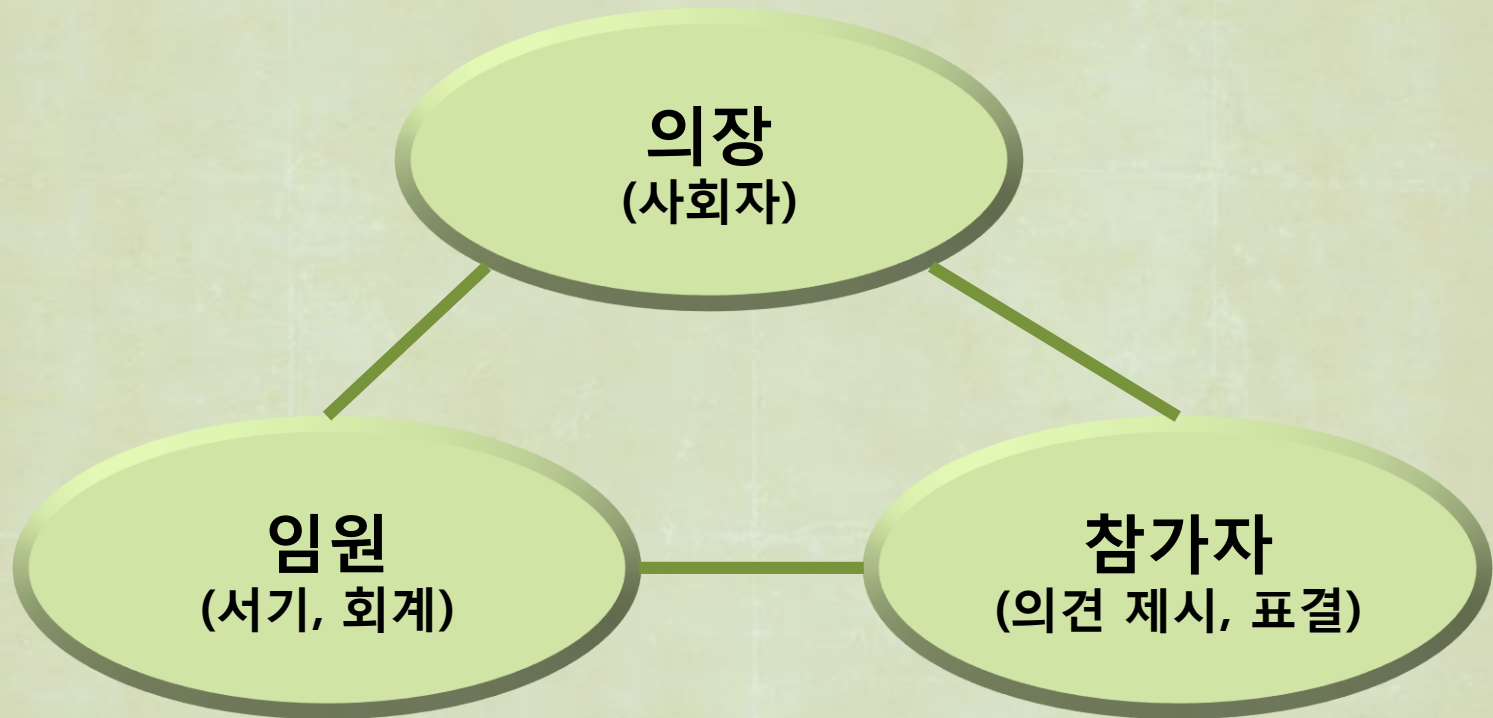 의장
(사회자)
임원
(서기, 회계)
참가자
(의견 제시, 표결)